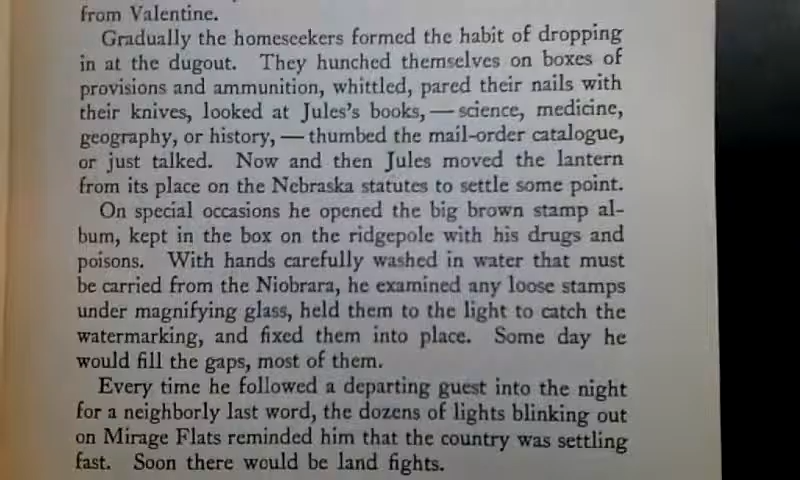 from Valentine.
Gradually the homeseekers formed the habit of dropping
in at the dugout. They hunched themselves on boxes of
provisions and ammunition, whittled, pared their nails with
their knives, looked at Jules's books, — science, medicine,
geography, or history, — thumbed the mail-order catalogue,
or just talked. Now and then Jules moved the lantern
from its place on the Nebraska statutes to settle some point.
On special occasions he opened the big brown stamp al-
bum, kept in the box on the ridgepole with his drugs and
poisons. With hands carefully washed in water that must
be carried from the Niobrara, he examined any loose stamps
under magnifying glass, held them to the light to catch the
watermarking, and fixed them into place. Some day he
would fill the gaps, most of them.
Every time he followed a departing guest into the night
for a neighborly last word, the dozens of lights blinking out
on Mirage Flats reminded him that the country was settling
fast. Soon there would be land fights.